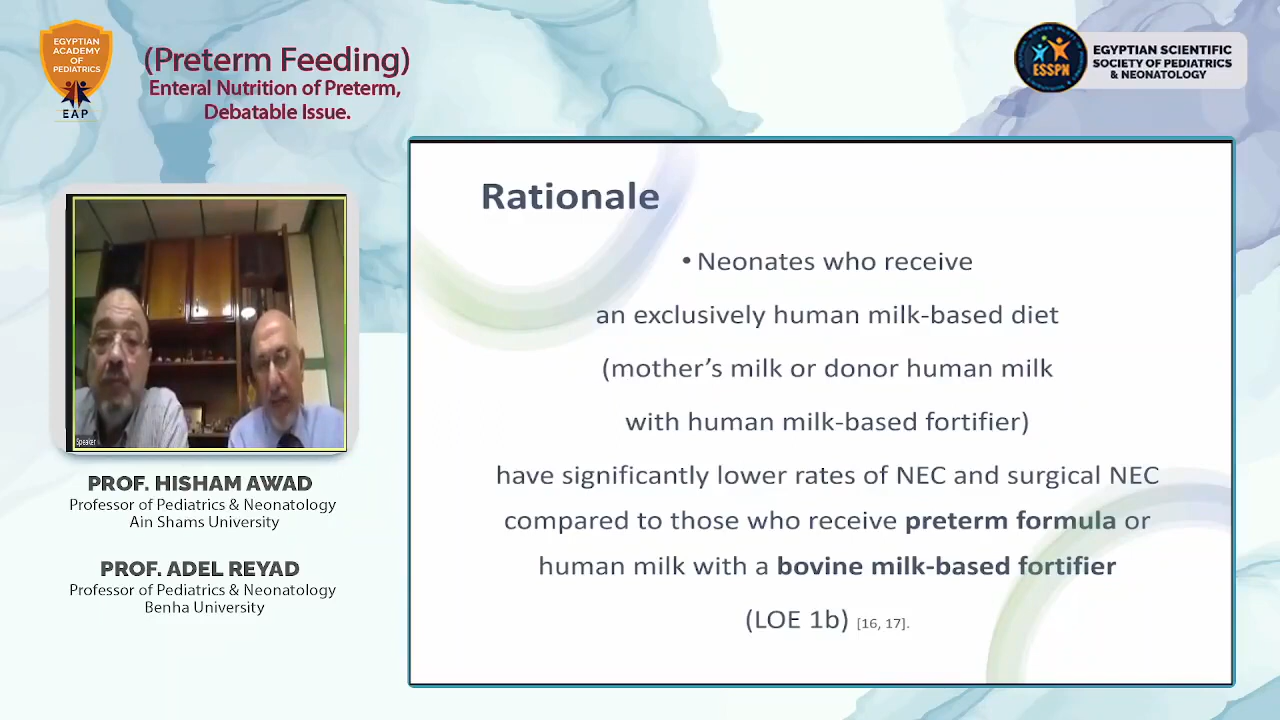 EGYPTIAN
ACADEMY
OF
PEDIATRICS
EAP
(Preterm Feeding)
Enteral Nutrition of Preterm,
Debatable Issue.
ESSPN
EGYPTIAN SCIENTIFIC
SOCIETY OF PEDIATRICS
& NEONATOLOGY
Speaker
PROF. HISHAM AWAD
Professor of Pediatrics & Neonatology
Ain Shams University
PROF. ADEL REYAD
Professor of Pediatrics & Neonatology
Benha University
Rationale
• Neonates who receive
an exclusively human milk-based diet
(mother’s milk or donor human milk
with human milk-based fortifier)
have significantly lower rates of NEC and surgical NEC
compared to those who receive preterm formula or
human milk with a bovine milk-based fortifier
(LOE 1b) [16, 17].